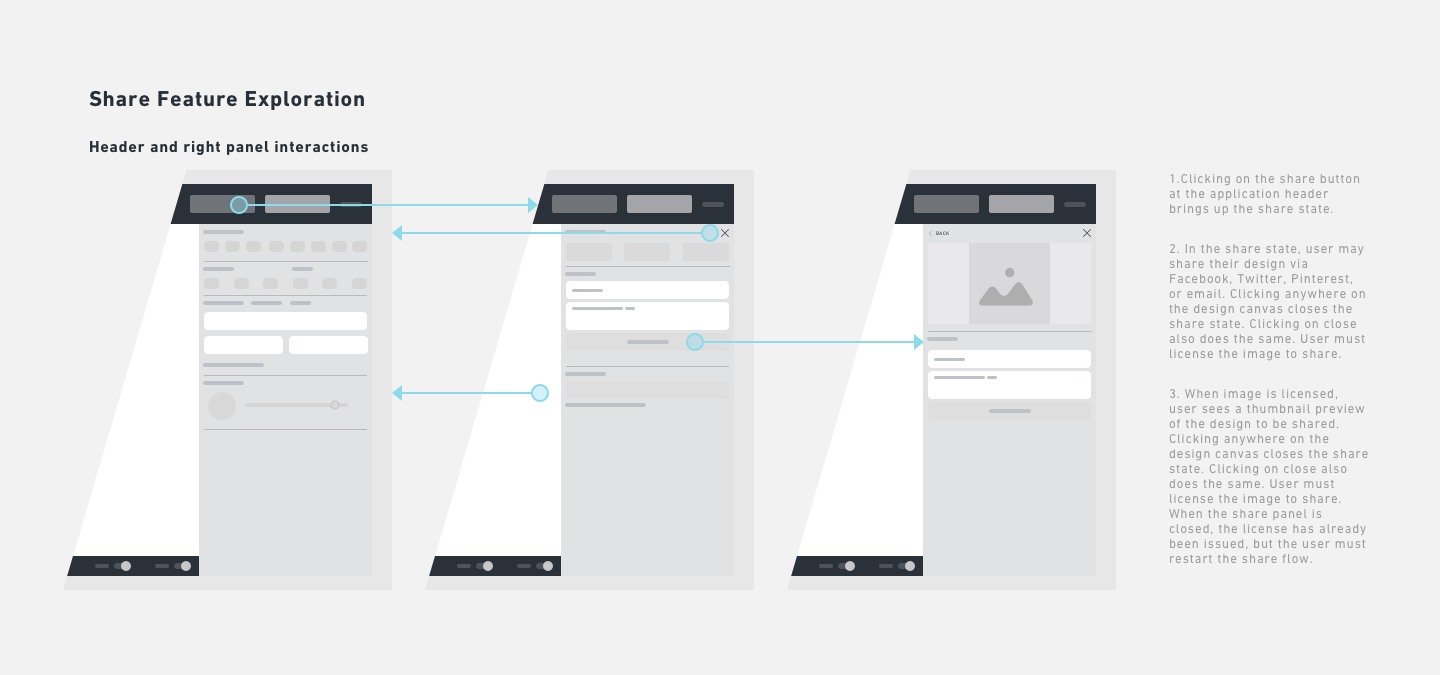 Share Feature Exploration
Header and right panel interactions
BACK
1.Clicking on the share button
at the application header
brings up the share state.
2. In the share state, user may
share their design via
Facebook, Twitter, Pinterest,
or email. Clicking anywhere on
the design canvas closes the
share state. Clicking on close
also does the same. User must
license the image to share.
3. When image is licensed,
user sees a thumbnail preview
of the design to be shared.
Clicking anywhere on the
design canvas closes the share
state. Clicking on close also
does the same. User must
license the image to share.
When the share panel is
closed, the license has already
been issued, but the user must
restart the share flow.